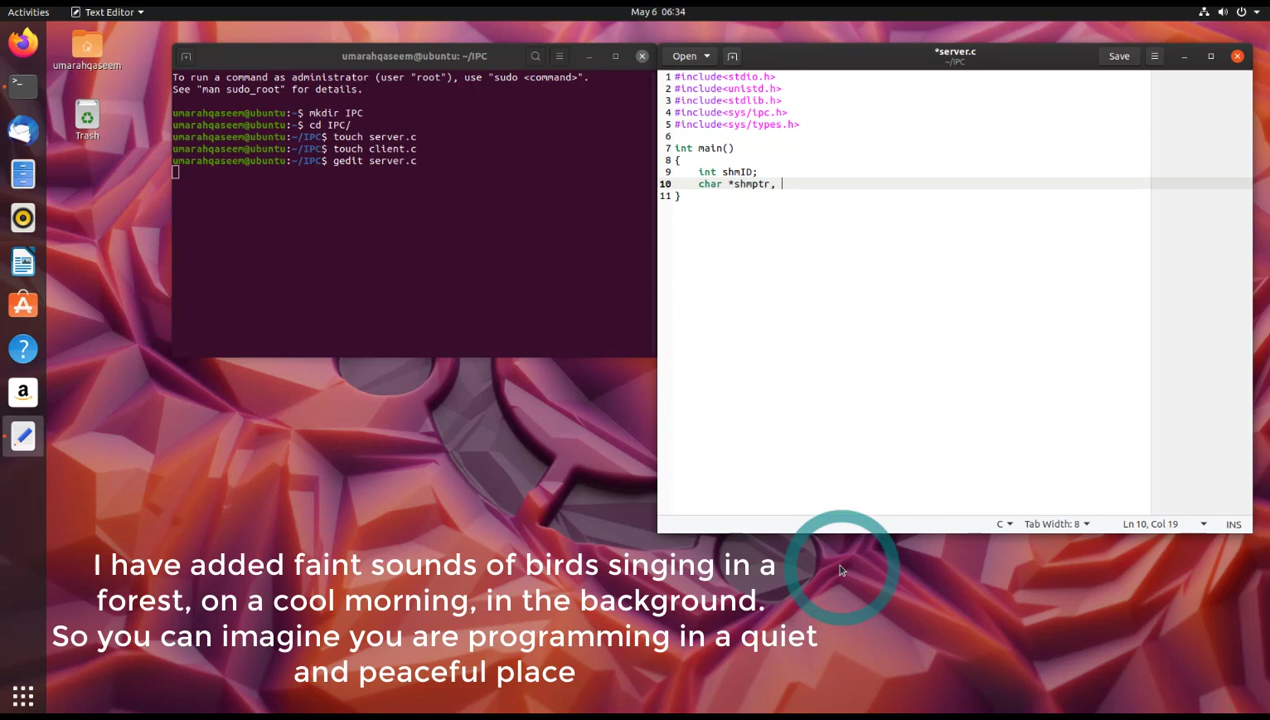 Activities
Text Editor
May 6 06:34
umarahqaseem
Trash
a
umarahqaseem@ubuntu: ~/IPC
To run a command as administrator (user "root"), use "sudo <command>".
See "man sudo_root" for details.
umarahqaseem@ubuntu:~$ mkdir IPC
umarahqaseem@ubuntu:~$ cd IPC/
umarahqaseem@ubuntu:~/IPC$ touch server.c
umarahqaseem@ubuntu:~/IPC$ touch client.c
umarahqaseem@ubuntu:~/IPC$ gedit server.c
Open
*server.c
~/IPC
Save
1 #include<stdio.h>
2 #include<unistd.h>
3 #include<stdlib.h>
4 #include<sys/ipc.h>
5 #include<sys/types.h>
6
7 int main()
8 {
9 int shmID;
10 char *shmptr,
11 }
C
Tab Width: 8
Ln 10, Col 19
INS
I have added faint sounds of birds singing in a
forest, on a cool morning, in the background.
So you can imagine you are programming in a quiet
and peaceful place